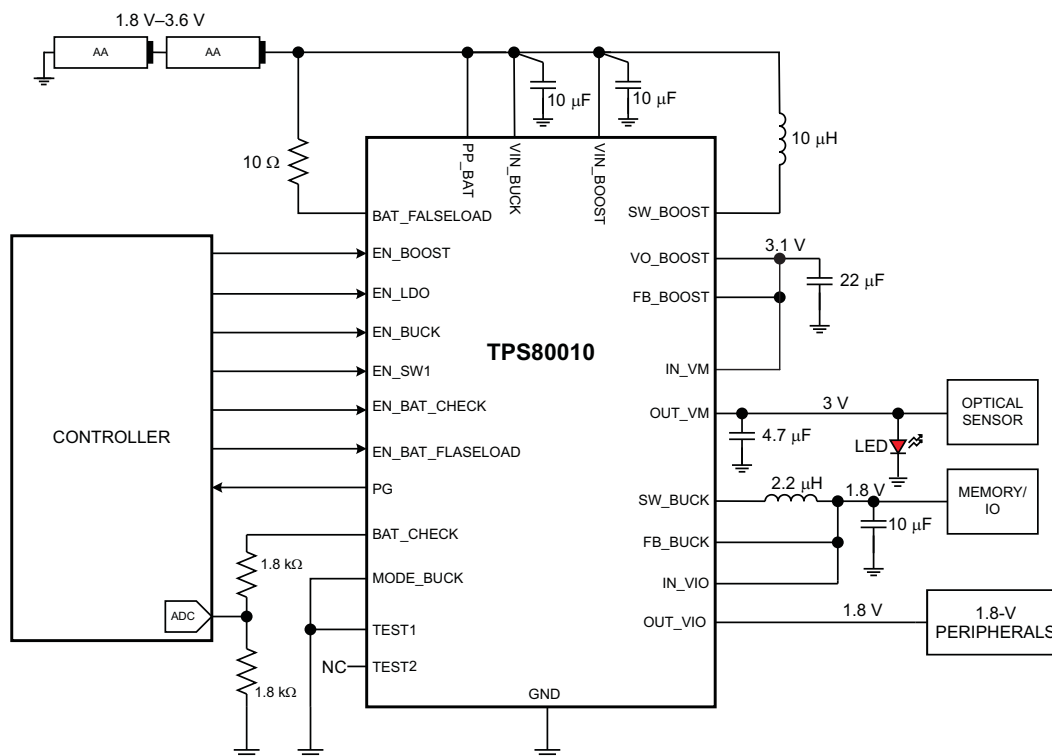 1.8 V–3.6 V
AA
AA
10 μF
10 μF
10 μH
10 Ω
PP_BAT
VIN_BUCK
VIN_BOOST
BAT_FALSELOAD
SW_BOOST
EN_BOOST
VO_BOOST
3.1 V
22 μF
EN_LDO
FB_BOOST
EN_BUCK
TPS80010
EN_SW1
IN_VM
EN_BAT_CHECK
OUT_VM
3 V
OPTICAL
SENSOR
4.7 μF
LED
CONTROLLER
EN_BAT_FLASELOAD
PG
SW_BUCK
2.2 μH
1.8 V
MEMORY/
IO
10 μF
BAT_CHECK
FB_BUCK
1.8 kΩ
MODE_BUCK
IN_VIO
ADC
TEST1
OUT_VIO
1.8 V
1.8-V
PERIPHERALS
NC
TEST2
1.8 kΩ
GND